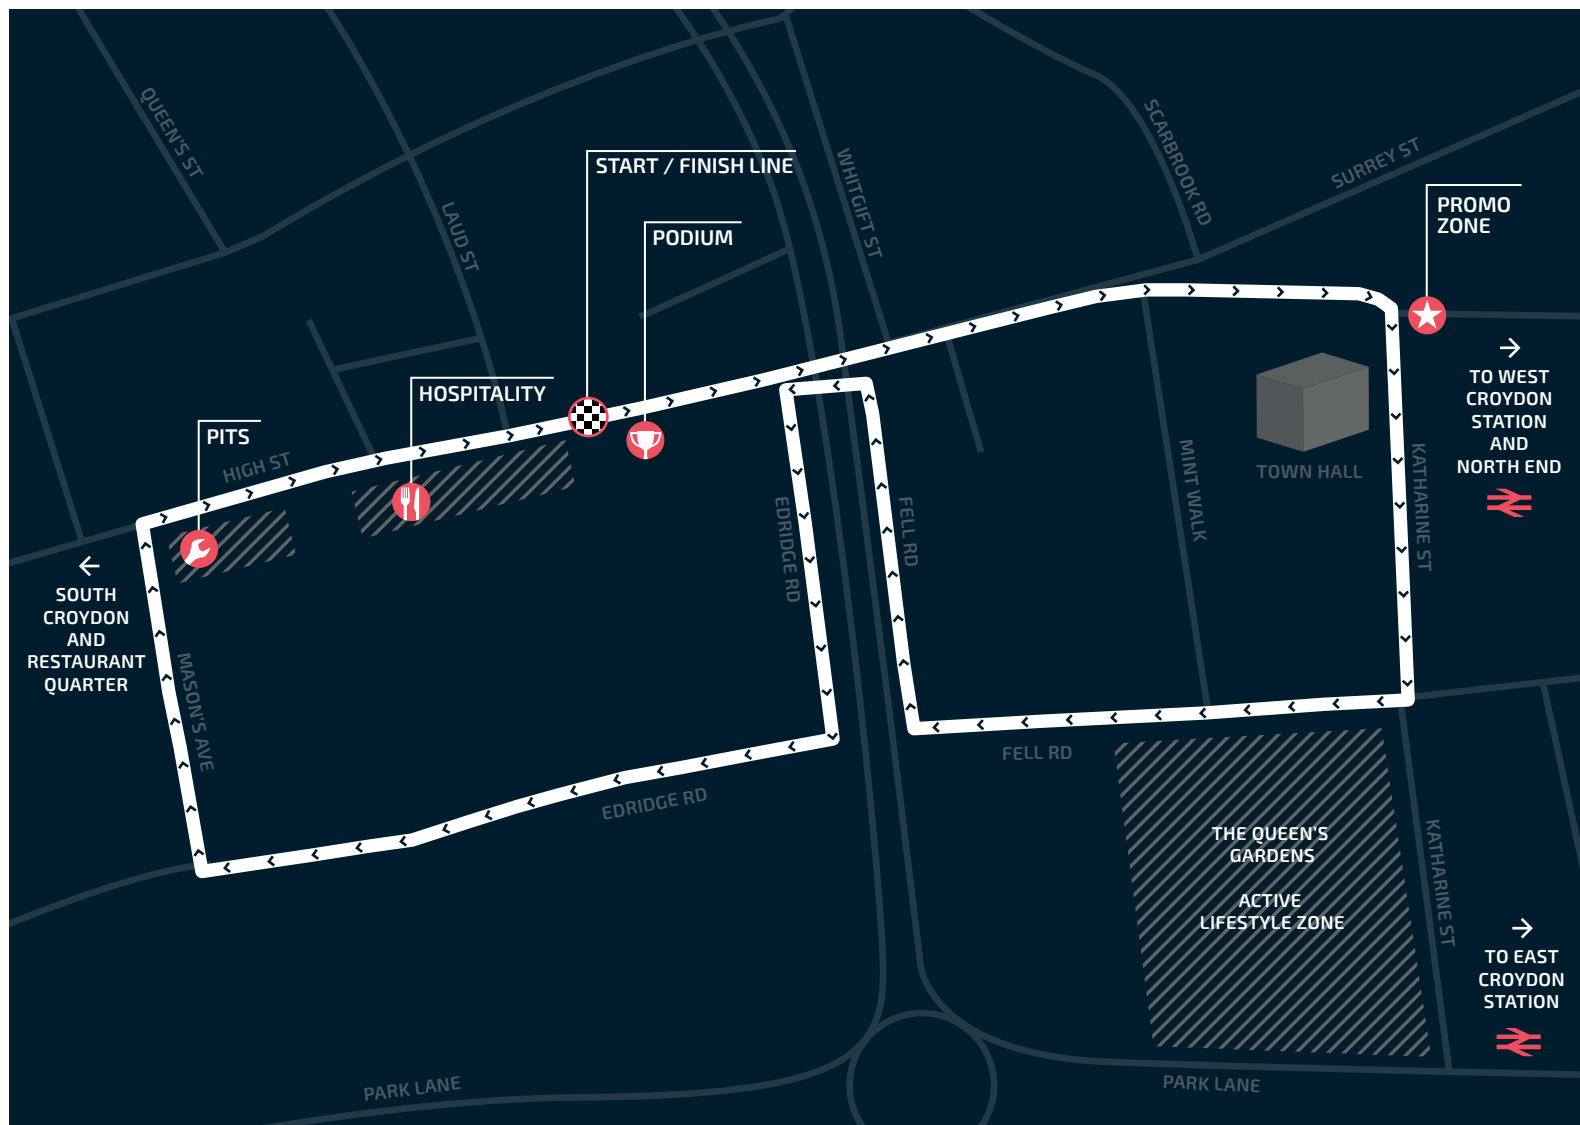 QUEEN'S ST
LAUD ST
START / FINISH LINE
PODIUM
WHITGIFT ST
SCARBROOK RD
SURREY ST
PROMO
ZONE
HOSPITALITY
PITS
HIGH ST
TOWN HALL
MINT WALK
KATHARINE ST
TO WEST
CROYDON
STATION
AND
NORTH END
EDRIDGE RD
FELL RD
SOUTH
CROYDON
AND
RESTAURANT
QUARTER
MASON'S AVE
FELL RD
EDRIDGE RD
THE QUEEN'S
GARDENS
ACTIVE
LIFESTYLE ZONE
KATHARINE ST
TO EAST
CROYDON
STATION
PARK LANE
PARK LANE